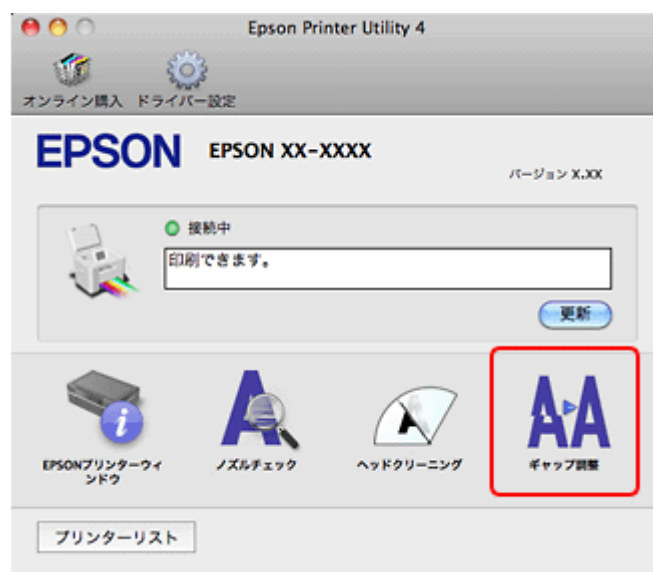 Epson Printer Utility 4
オンライン購入 ドライバー設定
EPSON EPSON XX-XXXX
バージョン X.XX
接続中
印刷できます。
更新
EPSONプリンターウィ
ンドウ
ノズルチェック
ヘッドクリーニング
ギャップ調整
プリンターリスト